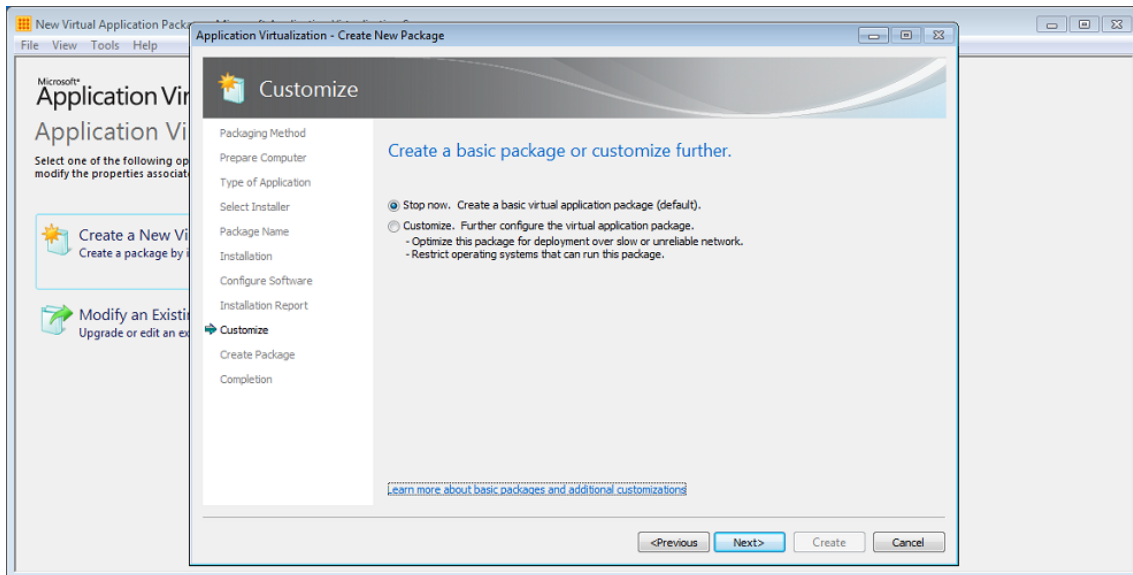 New Virtual Application Packa
File View Tools Help
Microsoft
Application Vir
Application Vi
Select one of the following op
modify the properties associat
Create a New Vi
Create a package by i
Modify an Existi
Upgrade or edit an ex
Application Virtualization - Create New Package
Customize
Packaging Method
Prepare Computer
Type of Application
Select Installer
Package Name
Installation
Configure Software
Installation Report
Customize
Create Package
Completion
Create a basic package or customize further.
Stop now. Create a basic virtual application package (default).
Customize. Further configure the virtual application package.
- Optimize this package for deployment over slow or unreliable network.
- Restrict operating systems that can run this package.
Learn more about basic packages and additional customizations
<Previous Next> Create Cancel